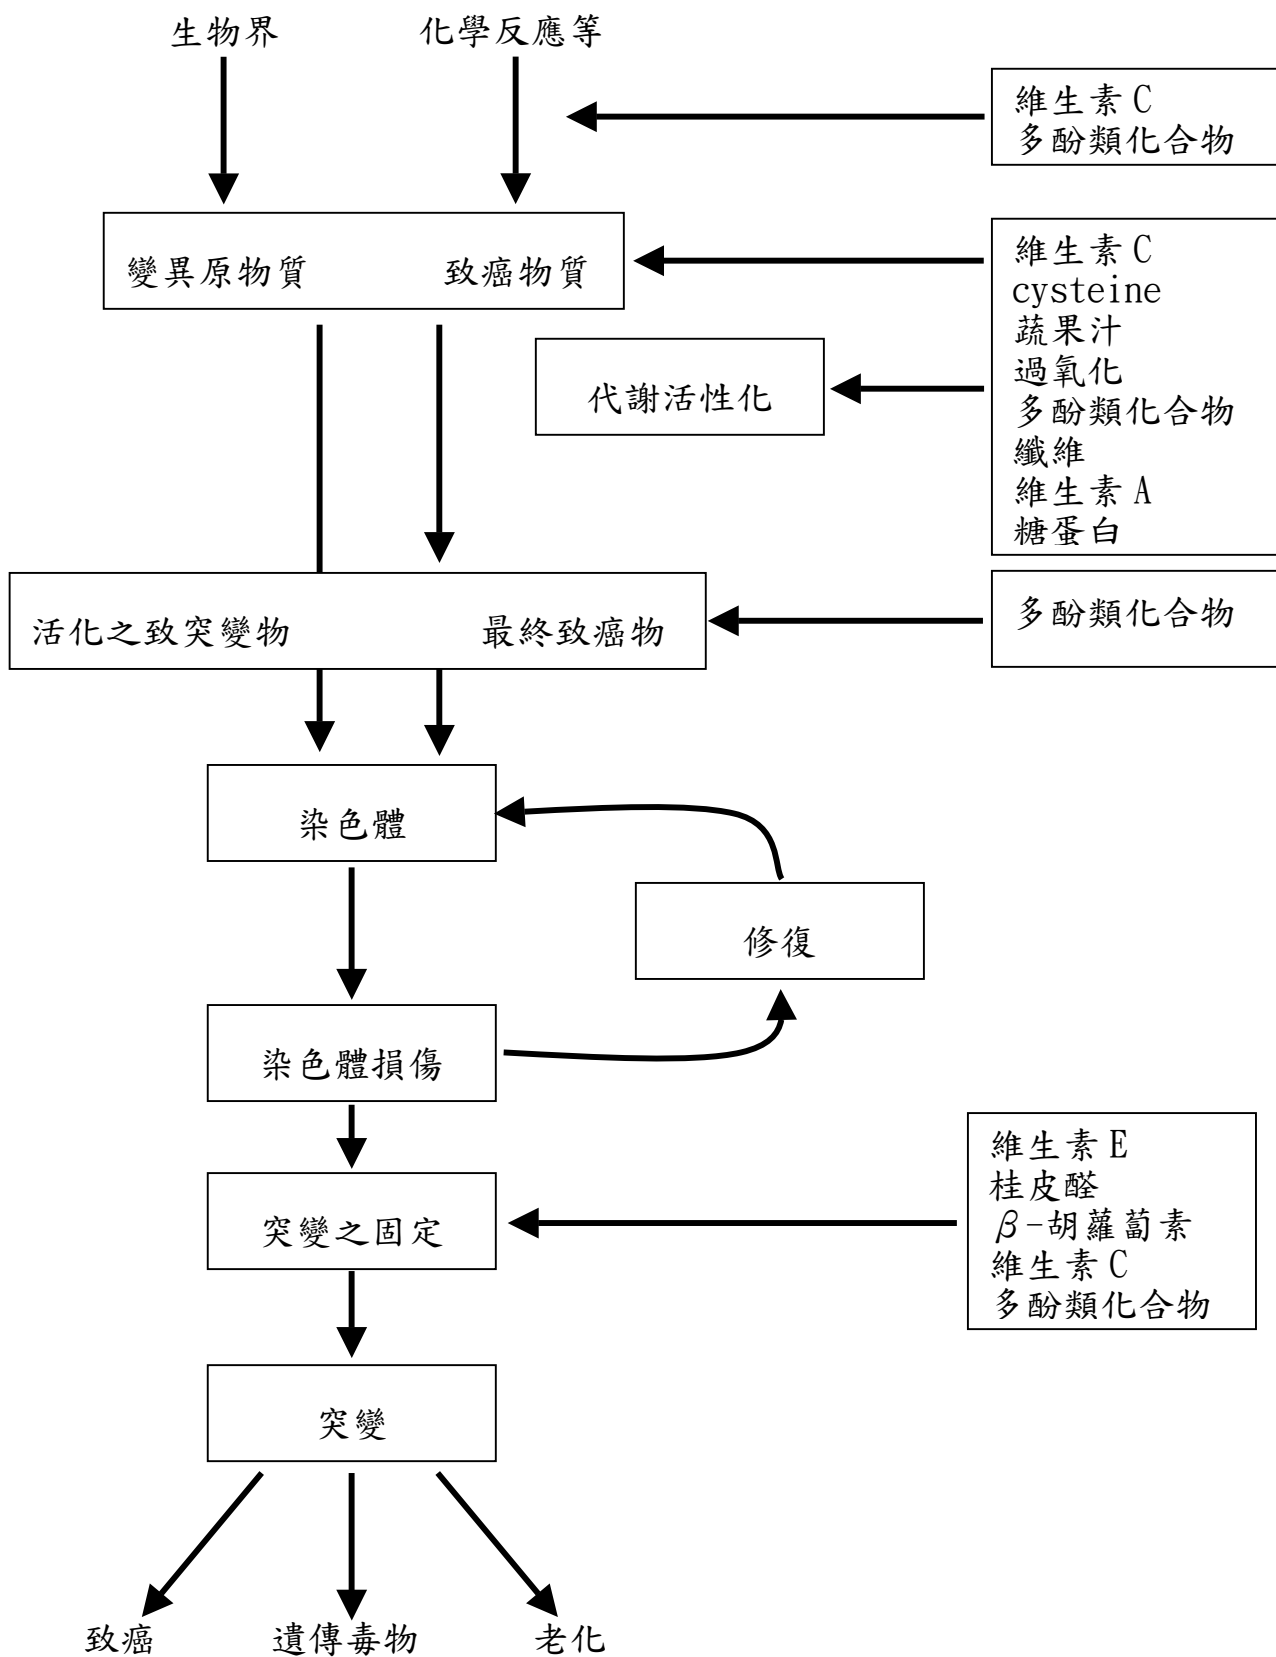 生物界
化學反應等
維生素 C
多酚類化合物
變異原物質
致癌物質
維生素 C
cysteine
蔬果汁
過氧化
多酚類化合物
纖維
維生素 A
糖蛋白
代謝活性化
活化之致突變物
最終致癌物
多酚類化合物
染色體
修復
染色體損傷
維生素 E
桂皮醛
β-胡蘿蔔素
維生素 C
多酚類化合物
突變之固定
突變
致癌
遺傳毒物
老化